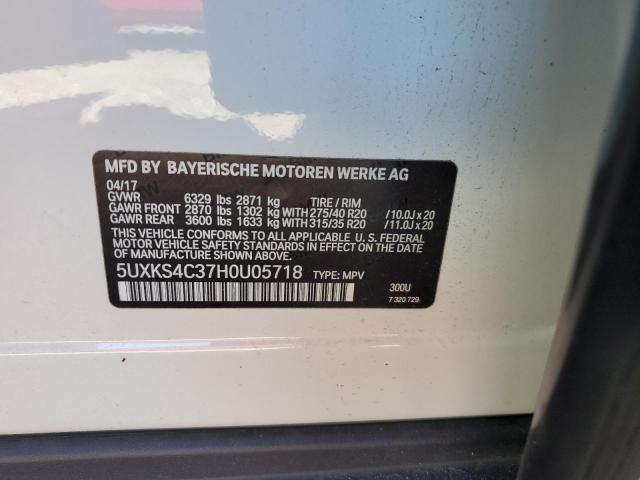 MFD BY BAYERISCHE MOTOREN WERKE AG
04/17
GVWR 6329 lbs 2871 kg TIRE / RIM
GAWR FRONT 2870 lbs 1302 kg WITH 275/40 R20 /10.0J x 20
GAWR REAR 3600 lbs 1633 kg WITH 315/35 R20 /11.0J x 20
THIS VEHICLE CONFORMS TO ALL APPLICABLE U. S. FEDERAL
MOTOR VEHICLE SAFETY STANDARDS IN EFFECT ON THE
DATE OF MANUFACTURE SHOWN ABOVE.
5UXKS4C37H0U05718 TYPE: MPV
300U
7 320 729